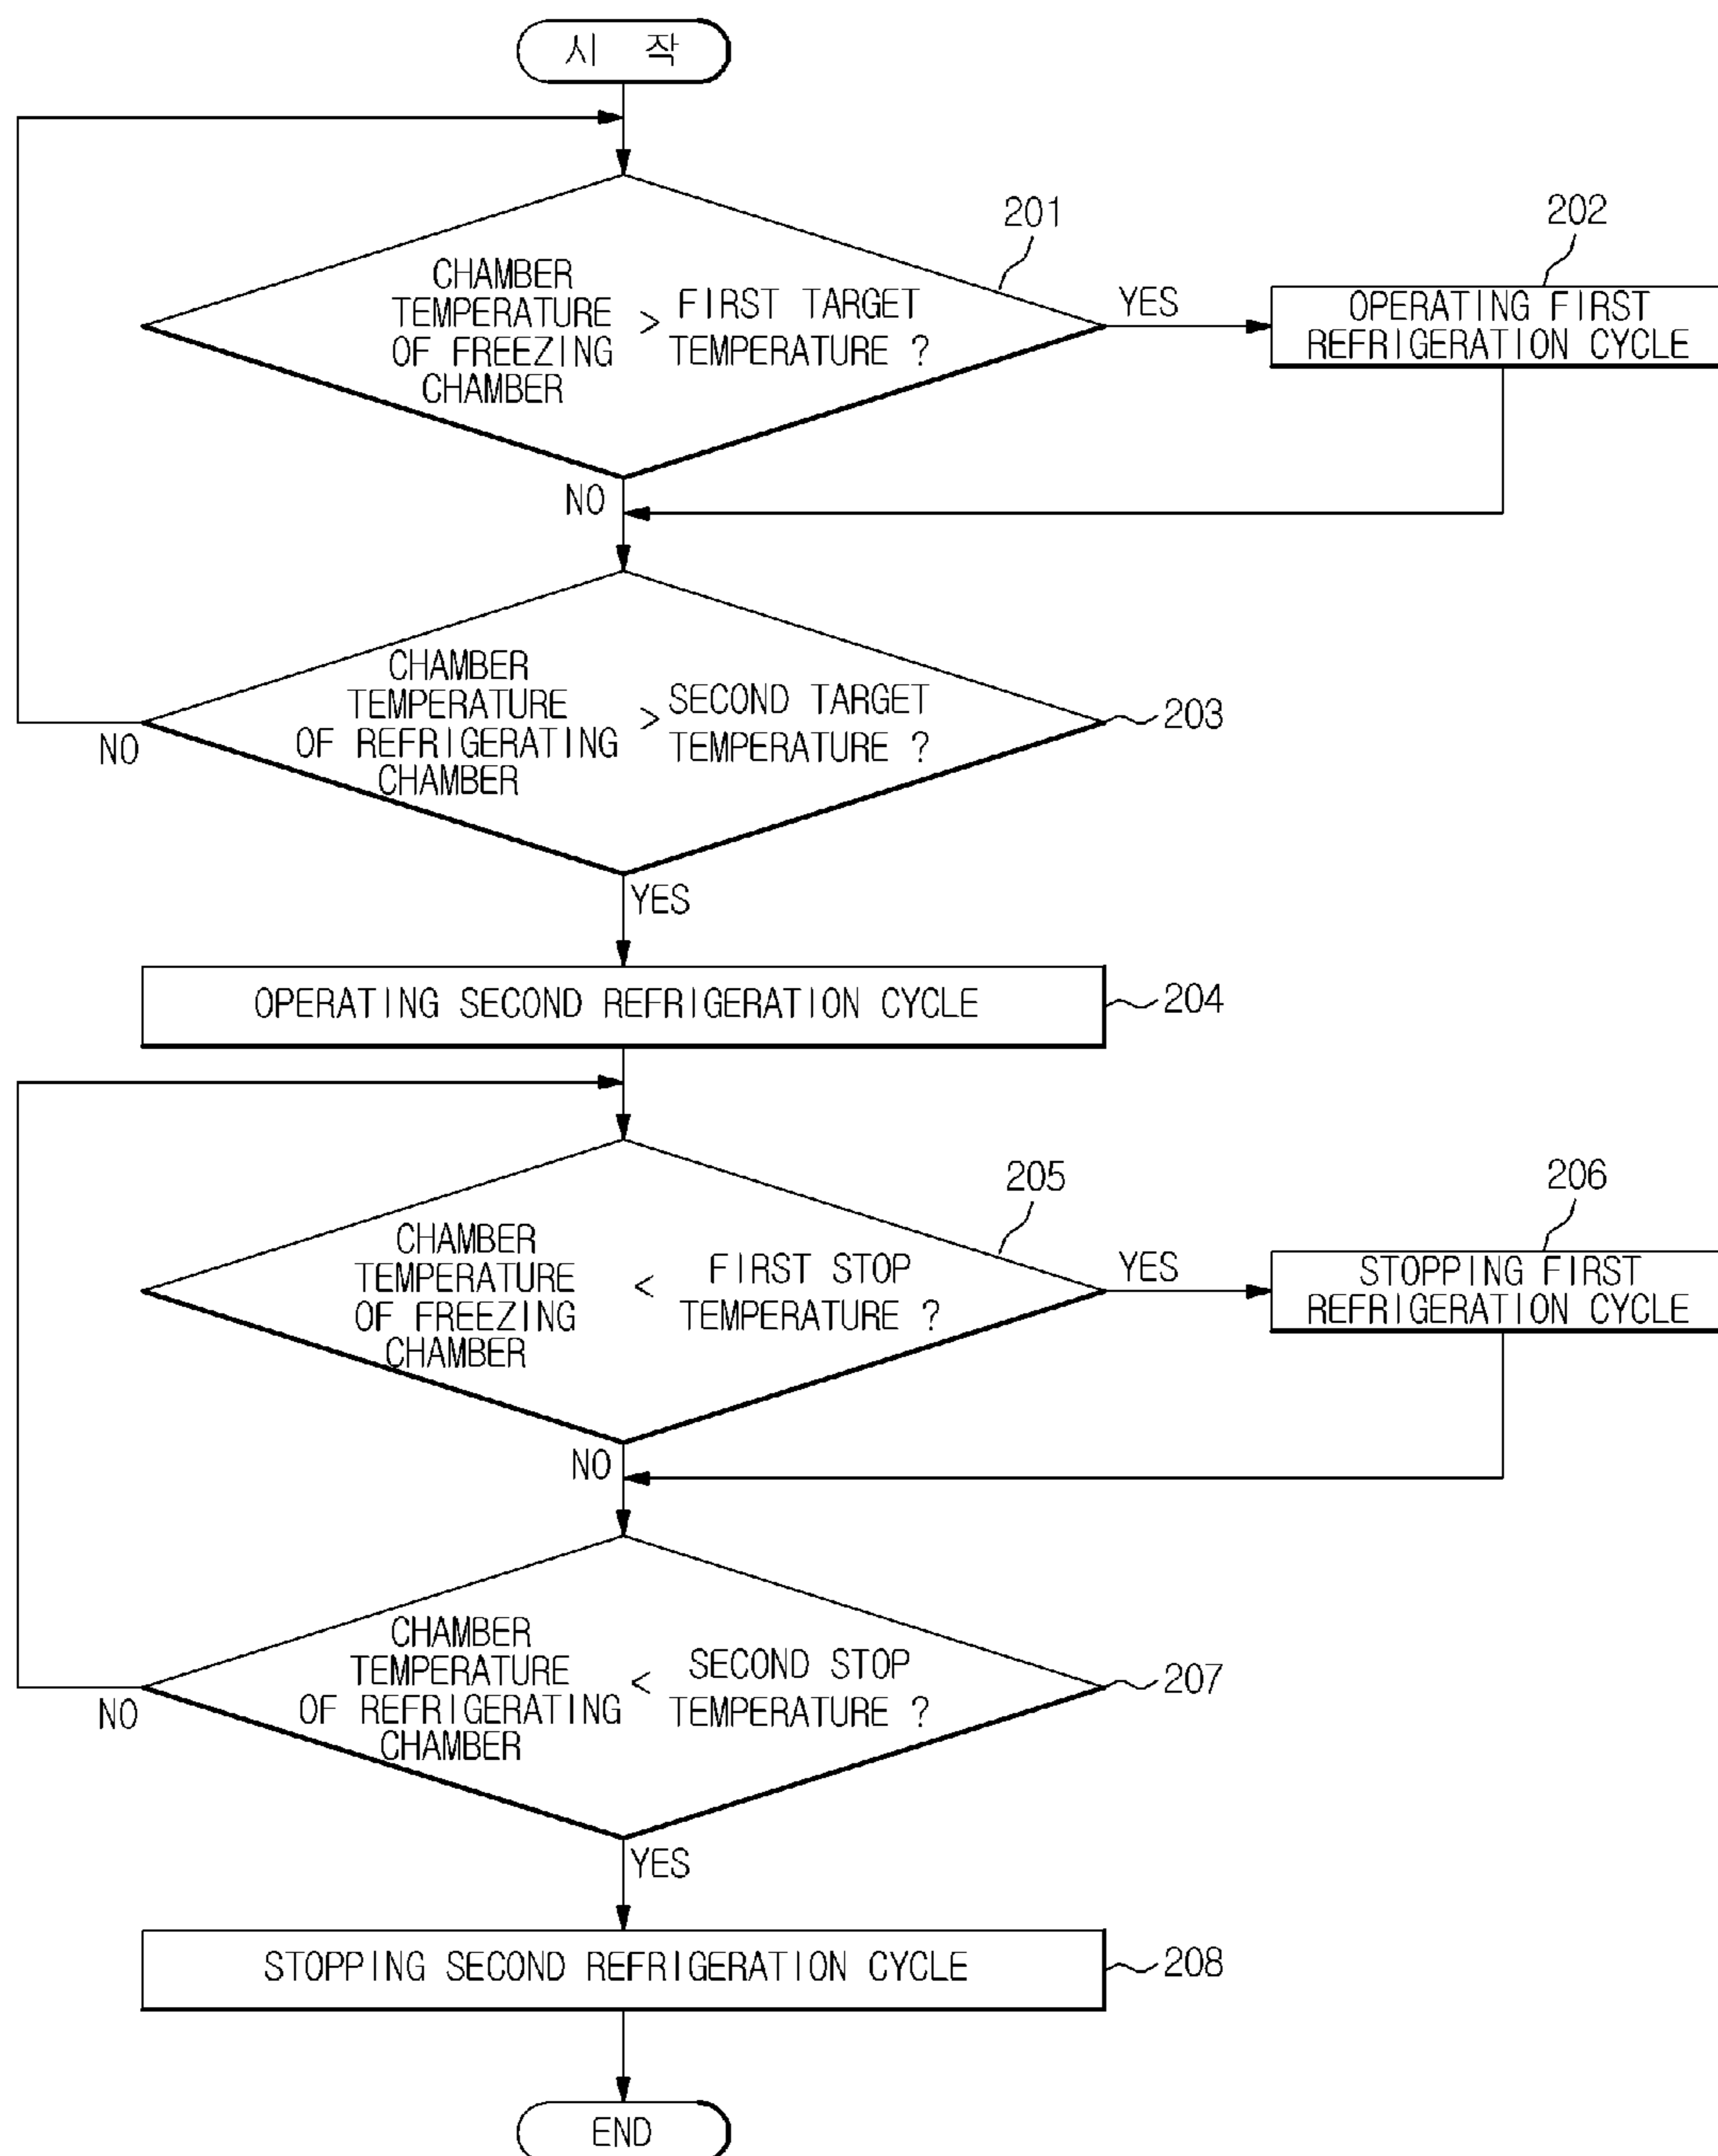 시 작
201
202
CHAMBER
TEMPERATURE
OF FREEZING
CHAMBER
>
FIRST TARGET
TEMPERATURE ?
YES
OPERATING FIRST
REFRIGERATION CYCLE
NO
CHAMBER
TEMPERATURE
OF REFRIGERATING
CHAMBER
>
SECOND TARGET
TEMPERATURE ?
203
NO
YES
OPERATING SECOND REFRIGERATION CYCLE
204
205
206
CHAMBER
TEMPERATURE
OF FREEZING
CHAMBER
<
FIRST STOP
TEMPERATURE ?
YES
STOPPING FIRST
REFRIGERATION CYCLE
NO
CHAMBER
TEMPERATURE
OF REFRIGERATING
CHAMBER
<
SECOND STOP
TEMPERATURE ?
207
NO
YES
STOPPING SECOND REFRIGERATION CYCLE
208
END